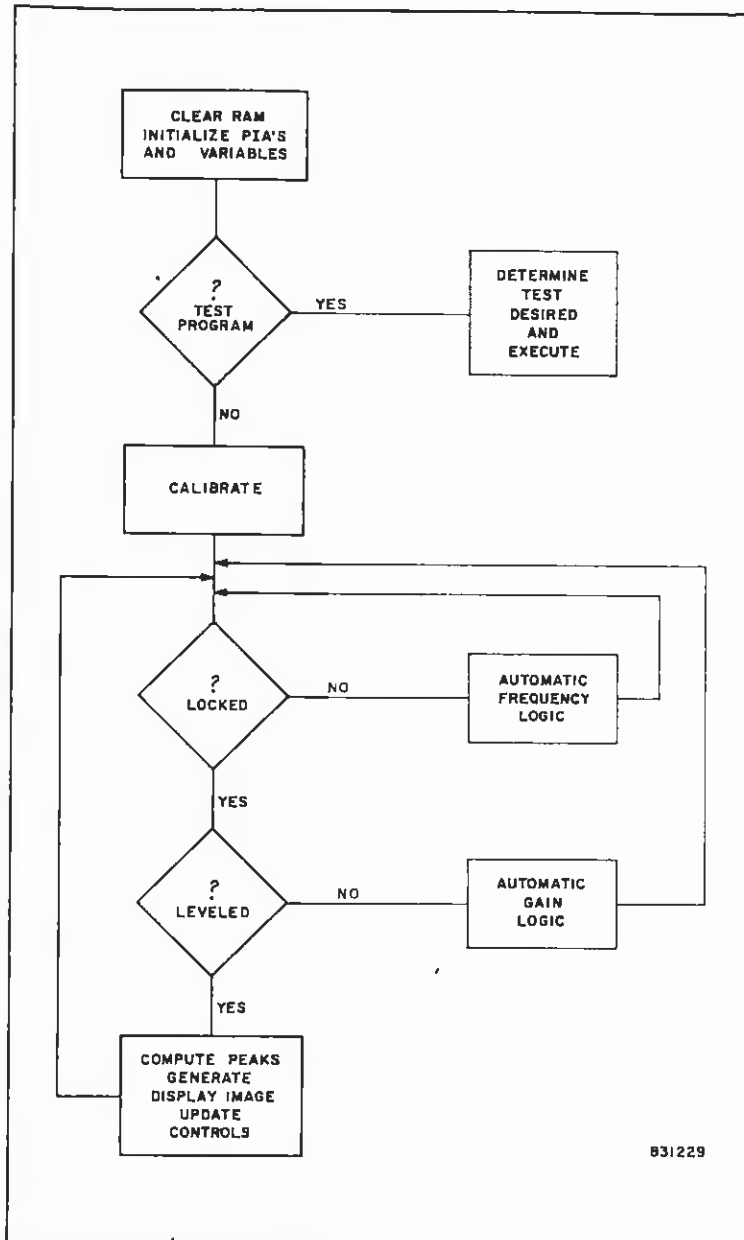 CLEAR RAM
INITIALIZE PIA'S
AND VARIABLES
?
TEST
PROGRAM
YES
DETERMINE
TEST
DESIRED
AND
EXECUTE
NO
CALIBRATE
?
LOCKED
NO
AUTOMATIC
FREQUENCY
LOGIC
YES
?
LEVELED
NO
AUTOMATIC
GAIN
LOGIC
YES
COMPUTE PEAKS
GENERATE
DISPLAY IMAGE
UPDATE
CONTROLS
831229